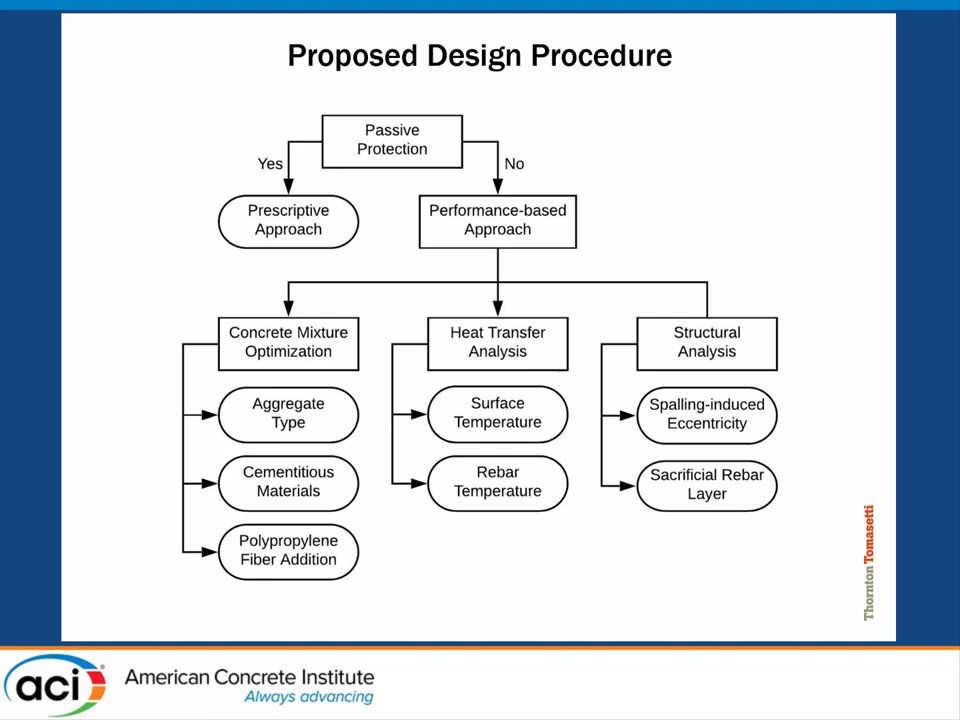 Proposed Design Procedure
Passive
Protection
Yes
No
Prescriptive
Approach
Performance-based
Approach
Concrete Mixture
Optimization
Heat Transfer
Analysis
Structural
Analysis
Aggregate
Type
Surface
Temperature
Spalling-induced
Eccentricity
Cementitious
Materials
Rebar
Temperature
Sacrificial Rebar
Layer
Polypropylene
Fiber Addition
Thornton Tomasetti
aci
American Concrete Institute
Always advancing